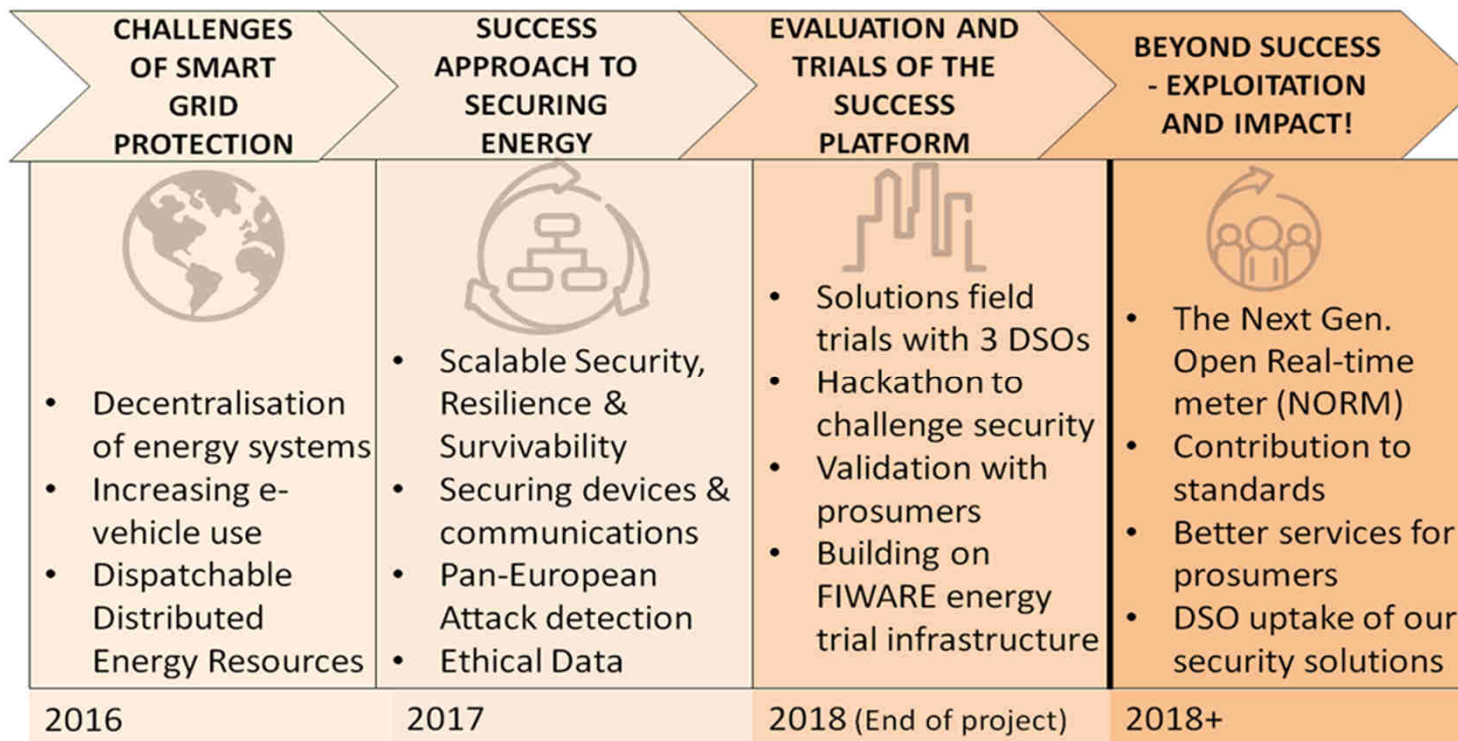 CHALLENGES
OF SMART
GRID
PROTECTION
SUCCESS
APPROACH TO
SECURING
ENERGY
EVALUATION AND
TRIALS OF THE
SUCCESS
PLATFORM
BEYOND SUCCESS
- EXPLOITATION
AND IMPACT!
• Decentralisation
of energy systems
• Increasing e-
vehicle use
• Dispatchable
Distributed
Energy Resources
• Scalable Security,
Resilience &
Survivability
• Securing devices &
communications
• Pan-European
Attack detection
• Ethical Data
• Solutions field
trials with 3 DSOs
• Hackathon to
challenge security
• Validation with
prosumers
• Building on
FIWARE energy
trial infrastructure
• The Next Gen.
Open Real-time
meter (NORM)
• Contribution to
standards
• Better services for
prosumers
• DSO uptake of our
security solutions
2016
2017
2018 (End of project)
2018+